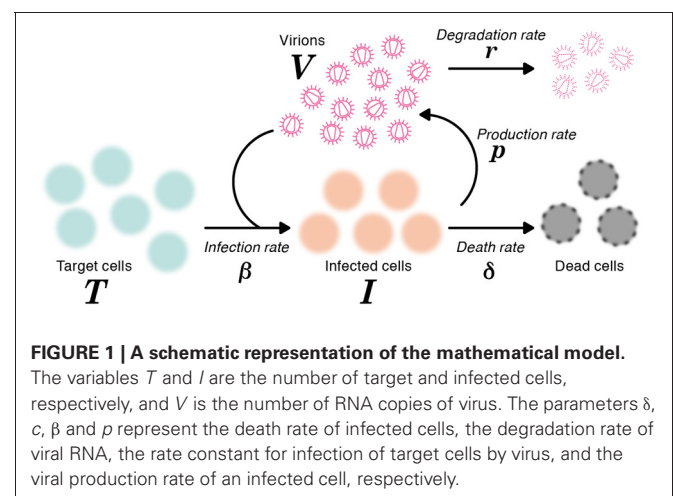 Virions
V
Degradation rate
r
Production rate
p
Infection rate
β
Death rate
δ
Target cells
T
Infected cells
I
Dead cells
FIGURE 1 | A schematic representation of the mathematical model.
The variables T and I are the number of target and infected cells,
respectively, and V is the number of RNA copies of virus. The parameters δ,
c, β and p represent the death rate of infected cells, the degradation rate of
viral RNA, the rate constant for infection of target cells by virus, and the
viral production rate of an infected cell, respectively.